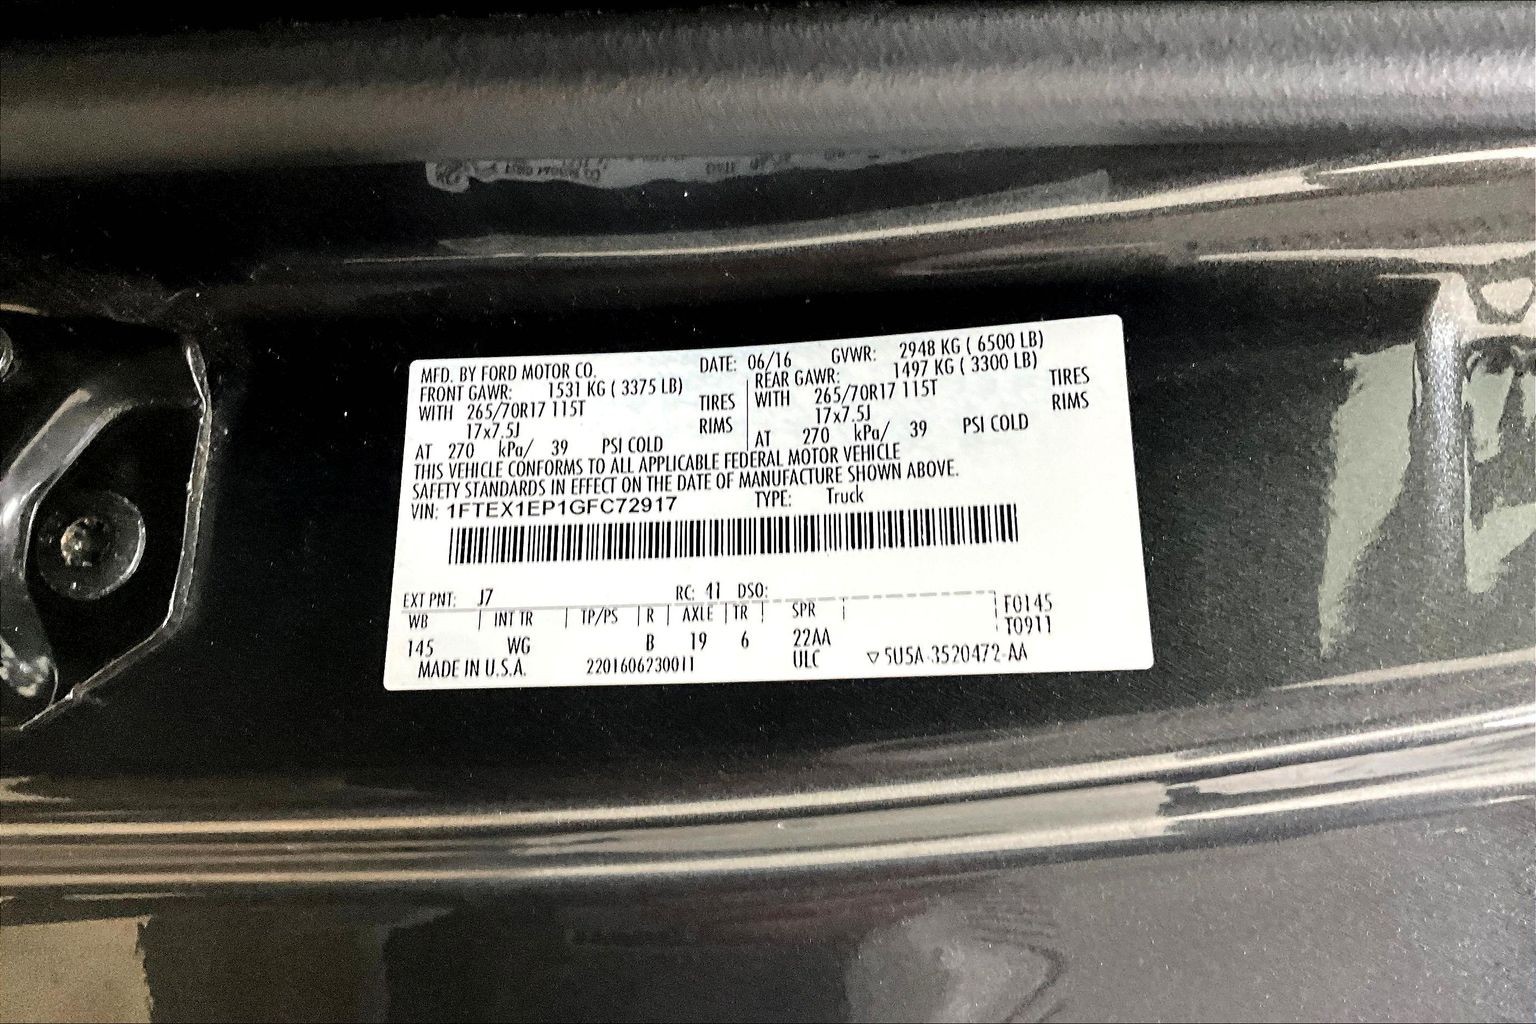 MFD. BY FORD MOTOR CO. DATE: 06/16 GVWR: 2948 KG ( 6500 LB)
FRONT GAWR: 1531 KG ( 3375 LB) REAR GAWR: 1497 KG ( 3300 LB)
WITH 265/70R17 115T TIRES WITH 265/70R17 115T TIRES
17x7.5J RIMS 17x7.5J RIMS
AT 270 kPa/ 39 PSI COLD AT 270 kPa/ 39 PSI COLD
THIS VEHICLE CONFORMS TO ALL APPLICABLE FEDERAL MOTOR VEHICLE
SAFETY STANDARDS IN EFFECT ON THE DATE OF MANUFACTURE SHOWN ABOVE.
VIN: 1FTEX1EP1GFC72917 TYPE: Truck
EXT PNT: J7 RC: 41 DSO:
WB INT TR TP/PS R AXLE TR SPR F0145
T0911
145 WG B 19 6 22AA
MADE IN U.S.A. 2201606230011 ULC ▽5U5A-3520472-AA